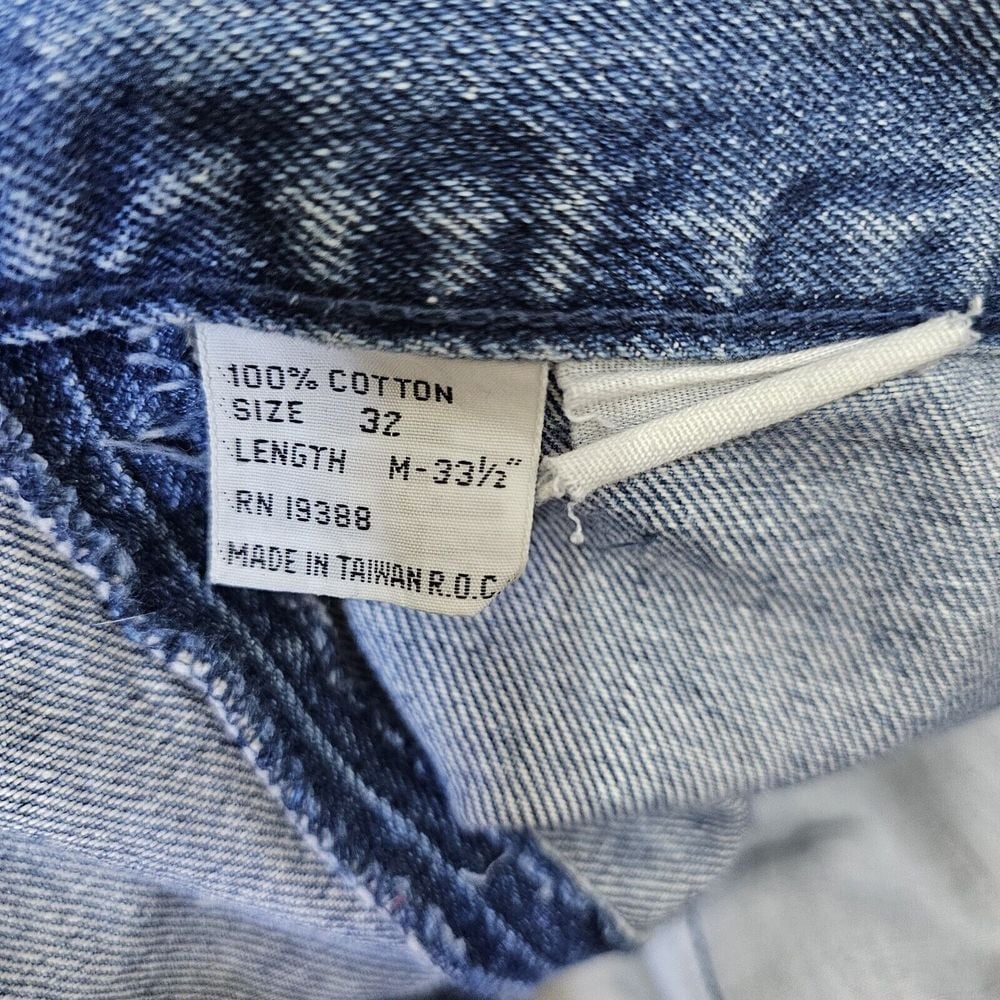 100% COTTON
SIZE 32
LENGTH M-33½"
RN 19388
MADE IN TAIWAN R.O.C